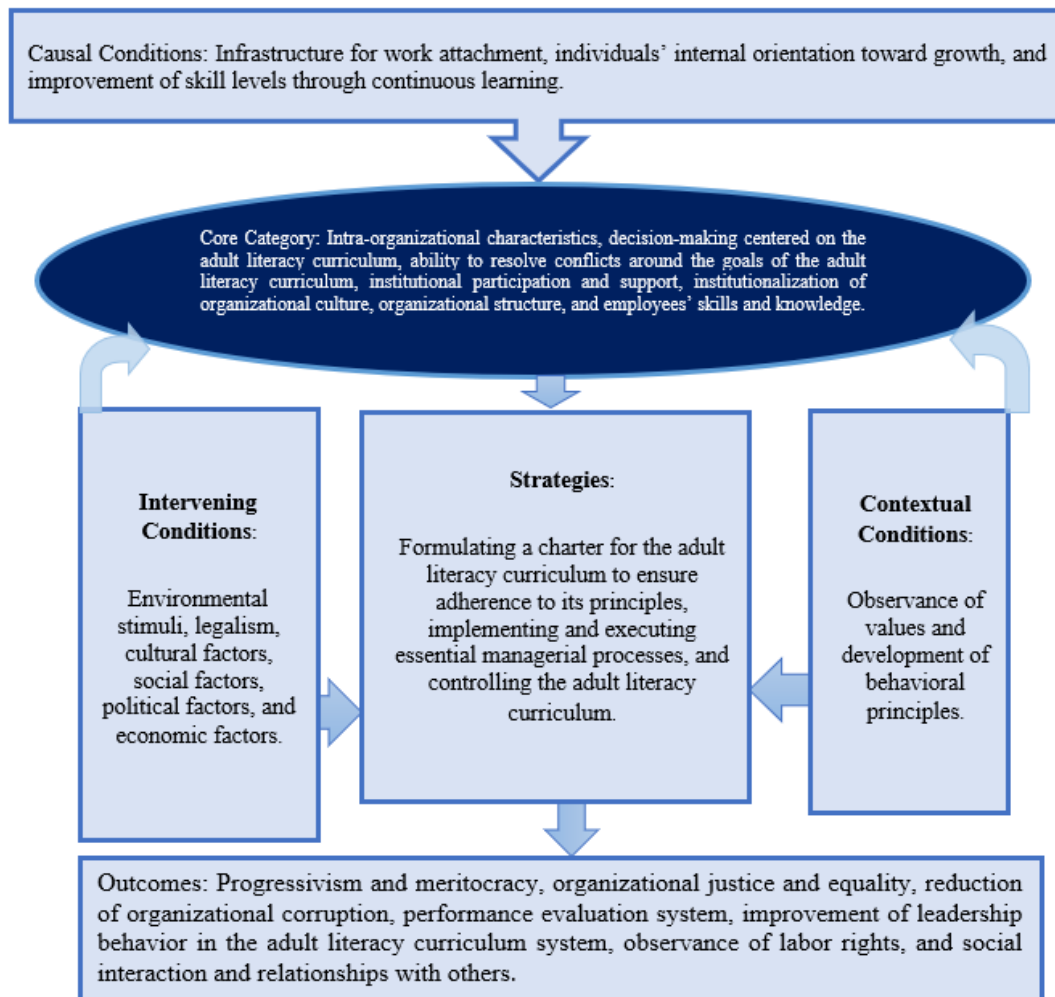 Causal Conditions: Infrastructure for work attachment, individuals’ internal orientation toward growth, and
improvement of skill levels through continuous learning.
Core Category: Intra-organizational characteristics, decision-making centered on the
adult literacy curriculum, ability to resolve conflicts around the goals of the adult
literacy curriculum, institutional participation and support, institutionalization of
organizational culture, organizational structure, and employees’ skills and knowledge.
Intervening
Conditions:
Environmental
stimuli, legalism,
cultural factors,
social factors,
political factors, and
economic factors.
Strategies:
Formulating a charter for the adult
literacy curriculum to ensure
adherence to its principles,
implementing and executing
essential managerial processes, and
controlling the adult literacy
curriculum.
Contextual
Conditions:
Observance of
values and
development of
behavioral
principles.
Outcomes: Progressivism and meritocracy, organizational justice and equality, reduction
of organizational corruption, performance evaluation system, improvement of leadership
behavior in the adult literacy curriculum system, observance of labor rights, and social
interaction and relationships with others.